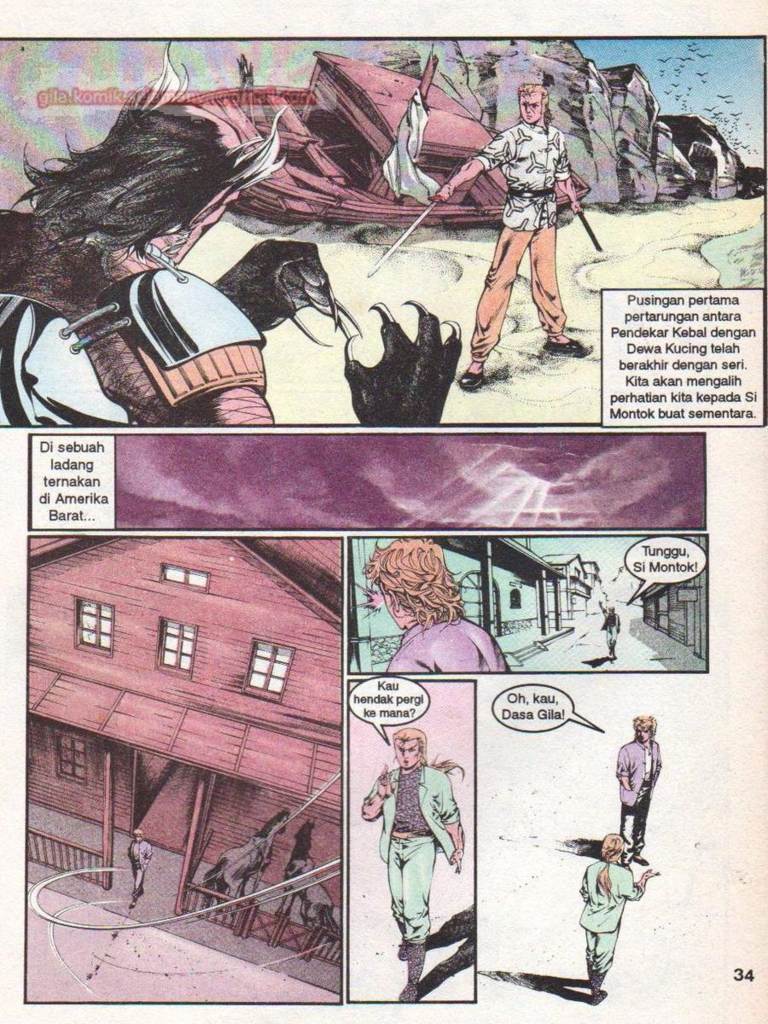 Pusingan pertama
pertarungan antara
Pendekar Kebal dengan
Dewa Kucing telah
berakhir dengan seri.
Kita akan mengalih
perhatian kita kepada Si
Montok buat sementara.
Di sebuah
ladang
ternakan
di Amerika
Barat...
Tunggu,
Si Montok!
Kau
hendak pergi
ke mana?
Oh, kau,
Dasa Gila!
34